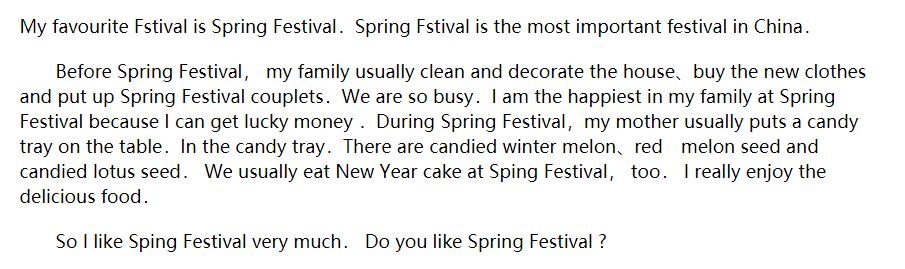 My favourite Fstival is Spring Festival.  Spring Fstival is the most important festival in China.
Before Spring Festival,  my family usually clean and decorate the house、buy the new clothes
and put up Spring Festival couplets.  We are so busy.  I am the happiest in my family at Spring
Festival because I can get lucky money .  During Spring Festival,  my mother usually puts a candy
tray on the table.  In the candy tray.  There are candied winter melon、red  melon seed and
candied lotus seed.  We usually eat New Year cake at Sping Festival,  too.  I really enjoy the
delicious food.
So I like Sping Festival very much.  Do you like Spring Festival ?